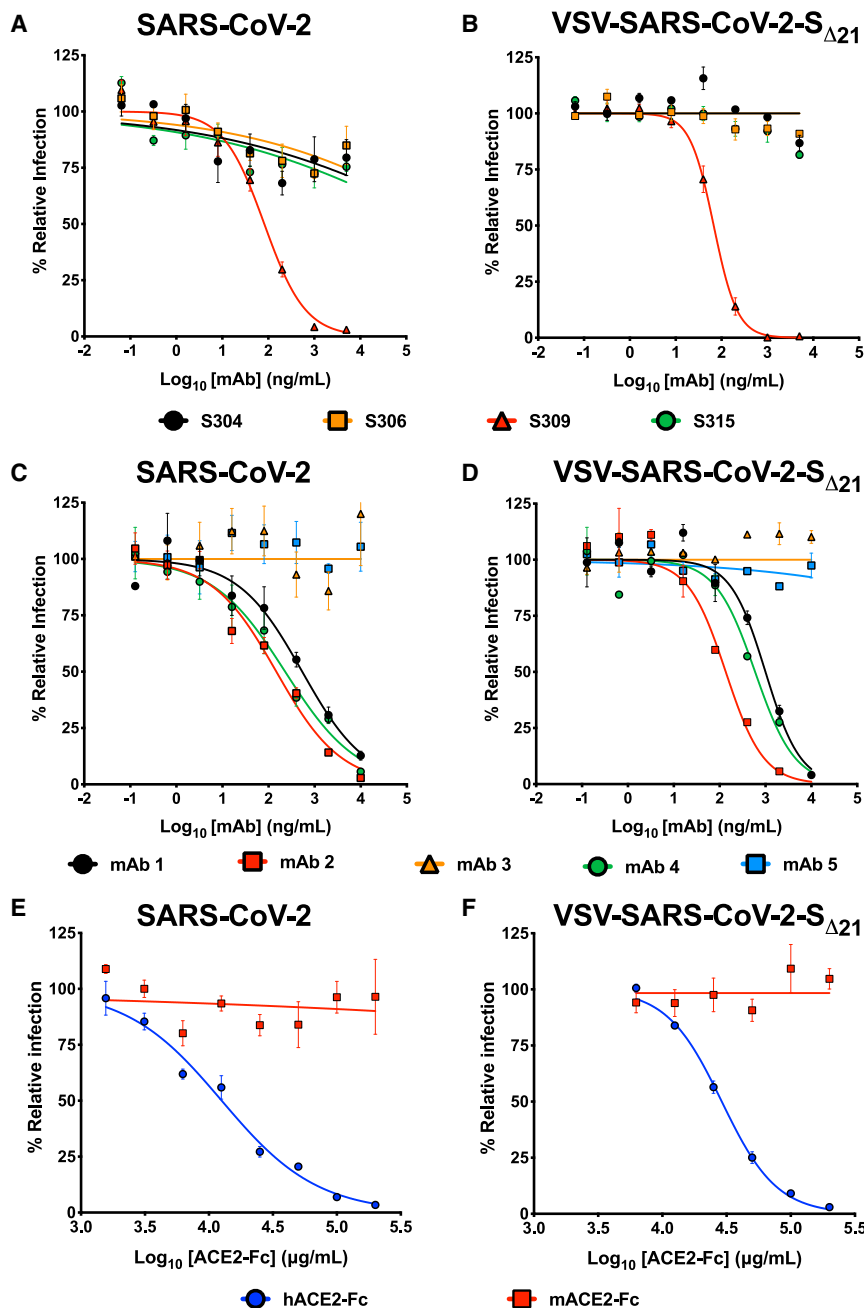 A
SARS-CoV-2
% Relative Infection
125
100
75
50
25
0
-2 -1 0 1 2 3 4 5
Log10 [mAb] (ng/mL)
B
VSV-SARS-CoV-2-SΔ21
% Relative Infection
125
100
75
50
25
0
-2 -1 0 1 2 3 4 5
Log10 [mAb] (ng/mL)
S304 S306 S309 S315
C
SARS-CoV-2
% Relative Infection
125
100
75
50
25
0
-2 -1 0 1 2 3 4 5
Log10 [mAb] (ng/mL)
D
VSV-SARS-CoV-2-SΔ21
% Relative Infection
125
100
75
50
25
0
-2 -1 0 1 2 3 4 5
Log10 [mAb] (ng/mL)
mAb 1 mAb 2 mAb 3 mAb 4 mAb 5
E
SARS-CoV-2
% Relative infection
125
100
75
50
25
0
3.0 3.5 4.0 4.5 5.0 5.5
Log10 [ACE2-Fc] (µg/mL)
F
VSV-SARS-CoV-2-SΔ21
% Relative infection
125
100
75
50
25
0
3.0 3.5 4.0 4.5 5.0 5.5
Log10 [ACE2-Fc] (µg/mL)
hACE2-Fc mACE2-Fc